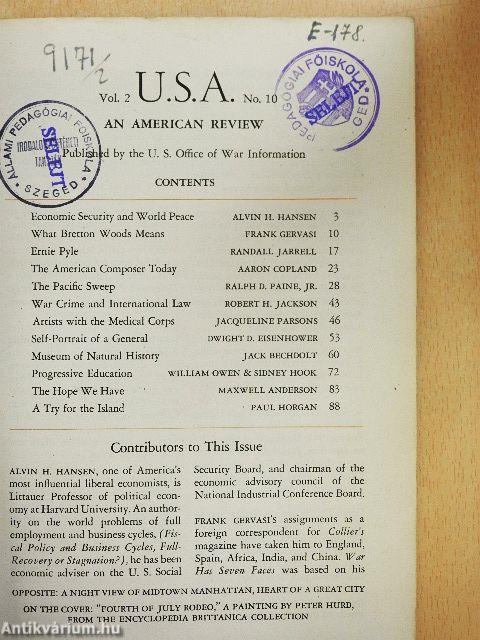 9171/2
E-178.
Vol. 2 U.S.A. No. 10
AN AMERICAN REVIEW
Published by the U. S. Office of War Information
ÁLLAMI PEDAGÓGIAI FŐISKOLA
SZEGED
SELEJT
PEDAGÓGIAI FŐISKOLA
SELEJT
CONTENTS
Economic Security and World Peace ALVIN H. HANSEN 3
What Bretton Woods Means FRANK GERVASI 10
Ernie Pyle RANDALL JARRELL 17
The American Composer Today AARON COPLAND 23
The Pacific Sweep RALPH D. PAINE, JR. 28
War Crime and International Law ROBERT H. JACKSON 43
Artists with the Medical Corps JACQUELINE PARSONS 46
Self-Portrait of a General DWIGHT D. EISENHOWER 53
Museum of Natural History JACK BECHDOLT 60
Progressive Education WILLIAM OWEN & SIDNEY HOOK 72
The Hope We Have MAXWELL ANDERSON 83
A Try for the Island PAUL HORGAN 88
Contributors to This Issue
ALVIN H. HANSEN, one of America's
most influential liberal economists, is
Littauer Professor of political econ-
omy at Harvard University. An author-
ity on the world problems of full
employment and business cycles, (Fis-
cal Policy and Business Cycles, Full-
Recovery or Stagnation?), he has been
economic adviser on the U. S. Social
Security Board, and chairman of the
economic advisory council of the
National Industrial Conference Board.
FRANK GERVASI'S assignments as a
foreign correspondent for Collier's
magazine have taken him to England,
Spain, Africa, India, and China. War
Has Seven Faces was based on his
OPPOSITE: A NIGHT VIEW OF MIDTOWN MANHATTAN, HEART OF A GREAT CITY
ON THE COVER: "FOURTH OF JULY RODEO," A PAINTING BY PETER HURD,
FROM THE ENCYCLOPEDIA BRITTANICA COLLECTION
Antikvárium.hu